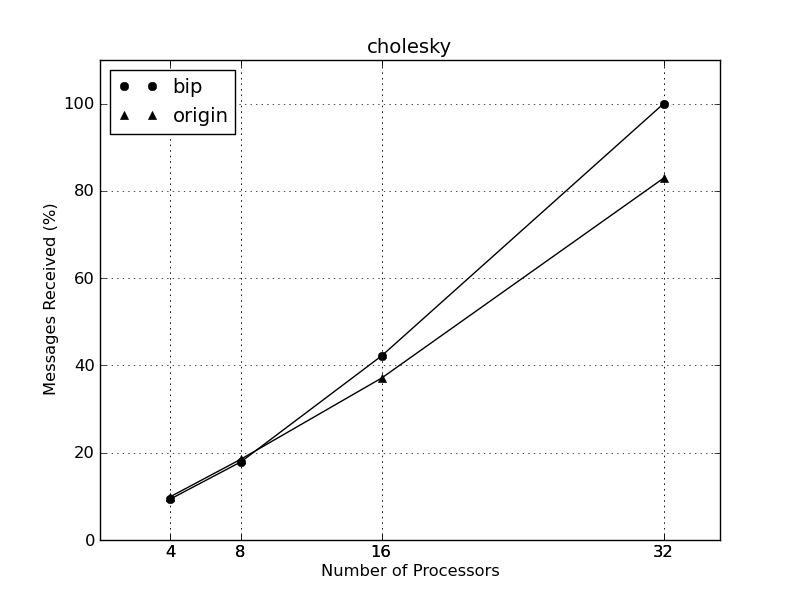 cholesky
bip
origin
100
80
60
40
20
0
Messages Received (%)
4 8 16 32
Number of Processors